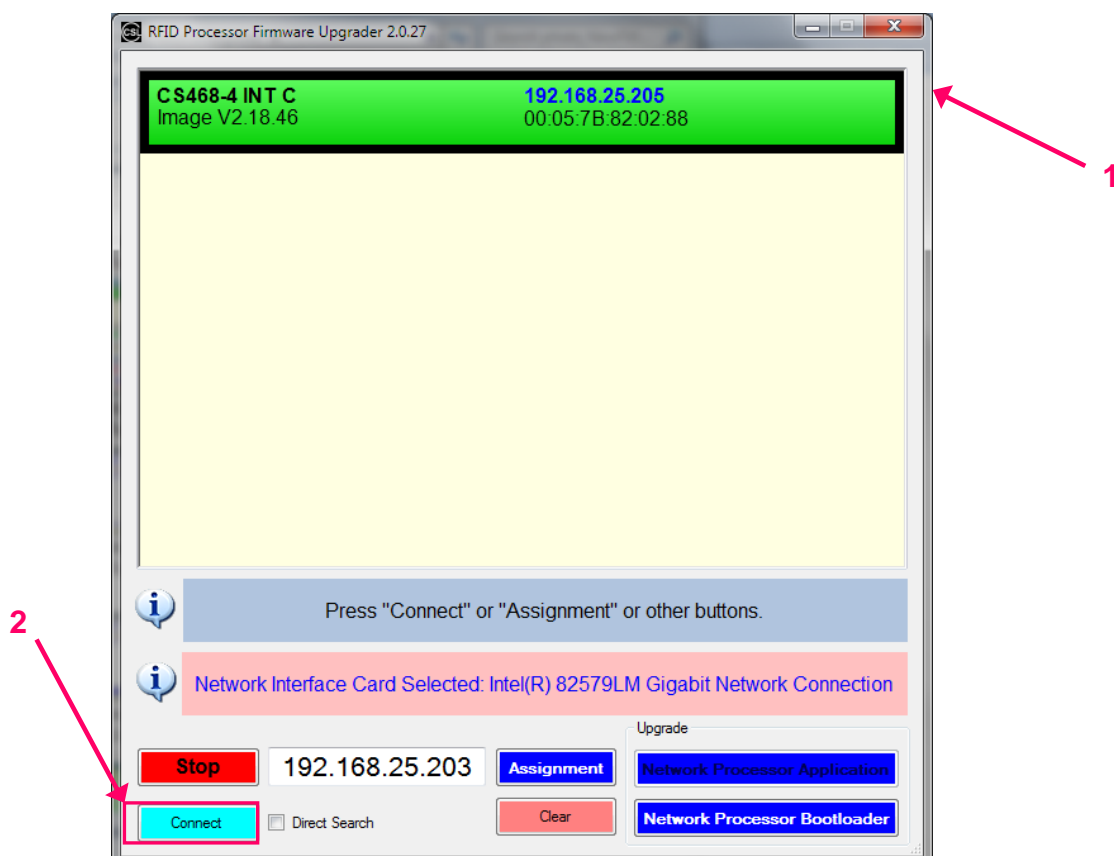 RFID Processor Firmware Upgrader 2.0.27
CS468-4 INT C 192.168.25.205
Image V2.18.46 00:05:7B:82:02:88
1
2
Press "Connect" or "Assignment" or other buttons.
Network Interface Card Selected: Intel(R) 82579LM Gigabit Network Connection
Upgrade
Stop 192.168.25.203 Assignment Network Processor Application
Connect Direct Search Clear Network Processor Bootloader